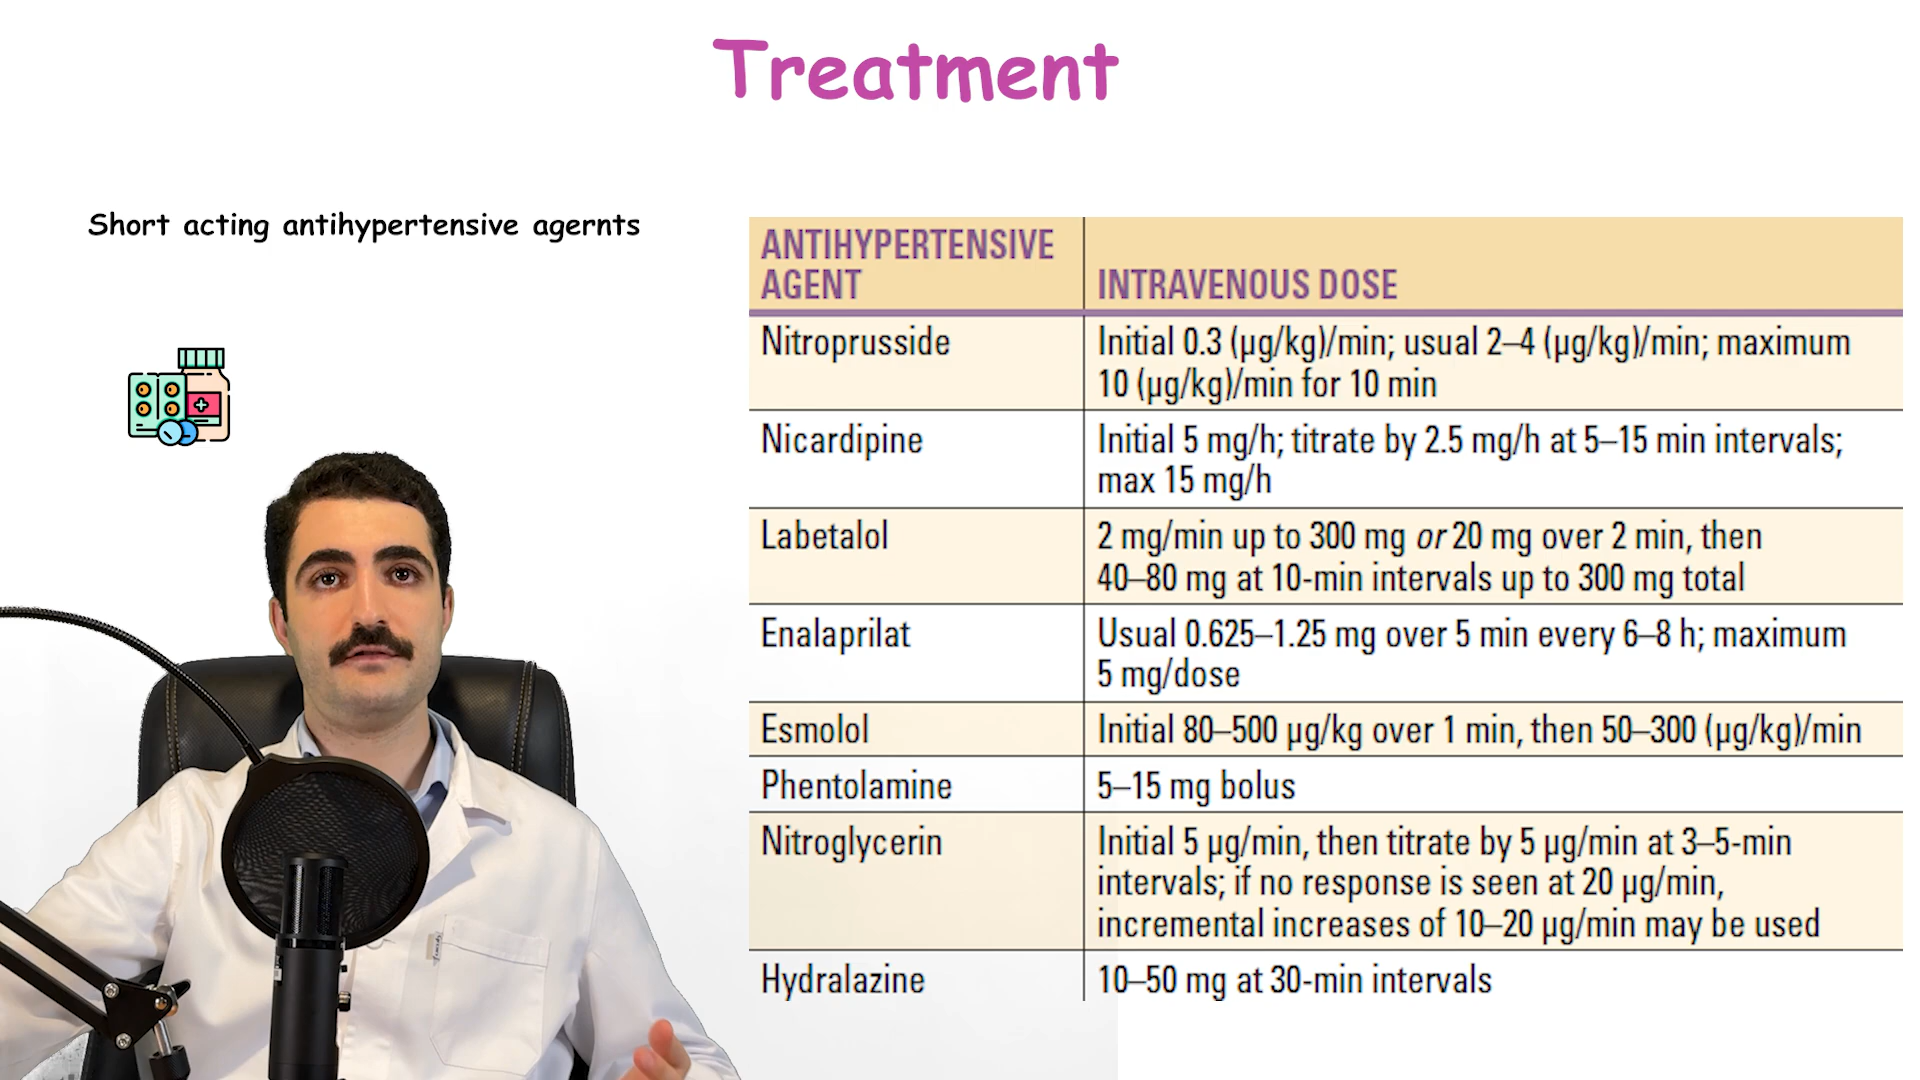 Treatment
Short acting antihypertensive agernts
ANTIHYPERTENSIVE
AGENT
INTRAVENOUS DOSE
Nitroprusside
Initial 0.3 (µg/kg)/min; usual 2–4 (µg/kg)/min; maximum
10 (µg/kg)/min for 10 min
Nicardipine
Initial 5 mg/h; titrate by 2.5 mg/h at 5–15 min intervals;
max 15 mg/h
Labetalol
2 mg/min up to 300 mg or 20 mg over 2 min, then
40–80 mg at 10-min intervals up to 300 mg total
Enalaprilat
Usual 0.625–1.25 mg over 5 min every 6–8 h; maximum
5 mg/dose
Esmolol
Initial 80–500 µg/kg over 1 min, then 50–300 (µg/kg)/min
Phentolamine
5–15 mg bolus
Nitroglycerin
Initial 5 µg/min, then titrate by 5 µg/min at 3–5-min
intervals; if no response is seen at 20 µg/min,
incremental increases of 10–20 µg/min may be used
Hydralazine
10–50 mg at 30-min intervals